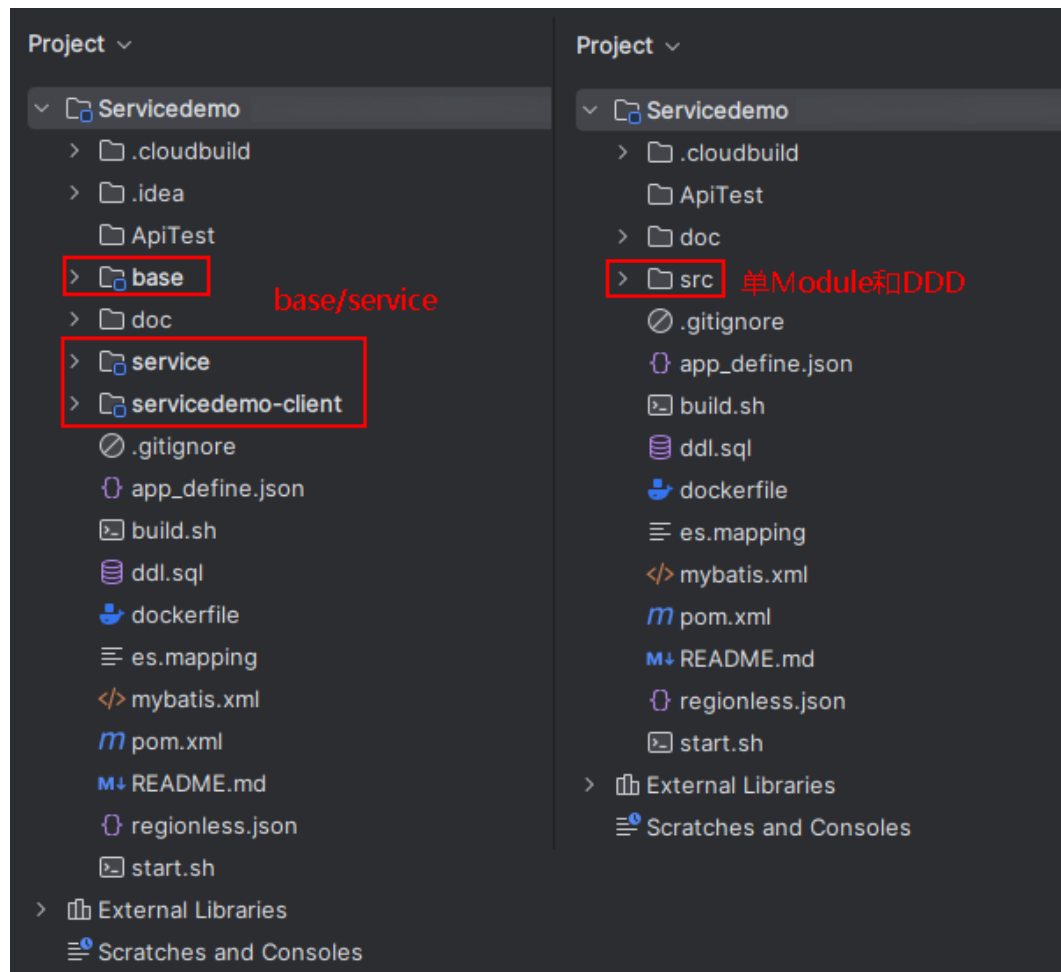 Project
Servicedemo
.cloudbuild
.idea
ApiTest
base
base/service
doc
service
servicedemo-client
.gitignore
app_define.json
build.sh
ddl.sql
dockerfile
es.mapping
mybatis.xml
pom.xml
README.md
regionless.json
start.sh
External Libraries
Scratches and Consoles
Project
Servicedemo
.cloudbuild
ApiTest
doc
src 单Module和DDD
.gitignore
app_define.json
build.sh
ddl.sql
dockerfile
es.mapping
mybatis.xml
pom.xml
README.md
regionless.json
start.sh
External Libraries
Scratches and Consoles